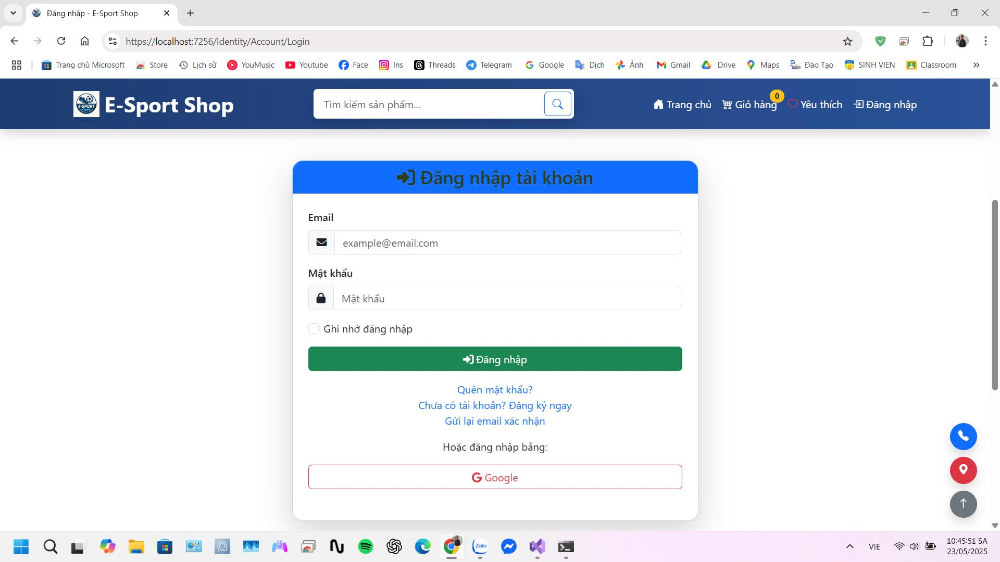 Đăng nhập - E-Sport Shop
https://localhost:7256/Identity/Account/Login
Trang chủ Microsoft Store Lịch sử YouMusic Youtube Face Ins Threads Telegram Google Dịch Ảnh Gmail Drive Maps Đào Tạo SINH VIEN Classroom
E-SPORT
E-Sport Shop
Tìm kiếm sản phẩm...
Trang chủ Giỏ hàng 0 Yêu thích Đăng nhập
Đăng nhập tài khoản
Email
example@email.com
Mật khẩu
Mật khẩu
Ghi nhớ đăng nhập
Đăng nhập
Quên mật khẩu?
Chưa có tài khoản? Đăng ký ngay
Gửi lại email xác nhận
Hoặc đăng nhập bằng:
Google
Zalo
VIE
10:45:51 SA
23/05/2025